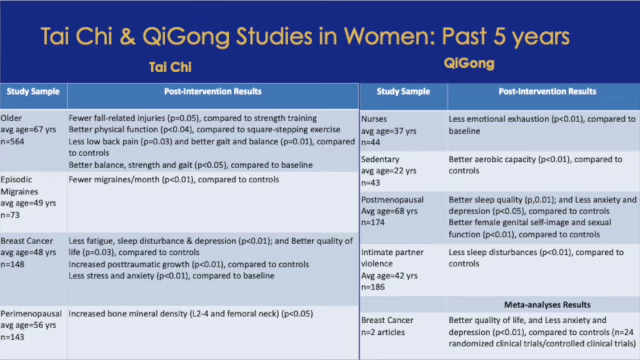 Tai Chi & QiGong Studies in Women: Past 5 years
Tai Chi
Study Sample
Post-Intervention Results
Older
avg age=67 yrs
n=564
Fewer fall-related injuries (p=0.05), compared to strength training
Better physical function (p<0.04), compared to square-stepping exercise
Less low back pain (p=0.03) and better gait and balance (p=0.01), compared
to controls
Better balance, strength and gait (p<0.05), compared to baseline
Episodic
Migraines
avg age=49 yrs
n=73
Fewer migraines/month (p<0.01), compared to controls
Breast Cancer
avg age=48 yrs
n=148
Less fatigue, sleep disturbance & depression (p<0.01); and Better quality of
life (p=0.03), compared to controls
Increased posttraumatic growth (p<0.01), compared to controls
Less stress and anxiety (p<0.01), compared to baseline
Perimenopausal
avg age=56 yrs
n=143
Increased bone mineral density (L2-4 and femoral neck) (p<0.05)
QiGong
Study Sample
Post-Intervention Results
Nurses
avg age=37 yrs
n=44
Less emotional exhaustion (p<0.01), compared to
baseline
Sedentary
avg age=22 yrs
n=43
Better aerobic capacity (p<0.01), compared to
controls
Postmenopausal
Avg age=68 yrs
n=174
Better sleep quality (p,0.01); and Less anxiety and
depression (p<0.05), compared to controls
Better female genital self-image and sexual
function (p<0.01), compared to controls
Intimate partner
violence
Avg age=42 yrs
n=186
Less sleep disturbances (p<0.01), compared to
controls
Meta-analyses Results
Breast Cancer
n=2 articles
Better quality of life, and Less anxiety and
depression (p<0.01), compared to controls (n=24
randomized clinical trials/controlled clinical trials)